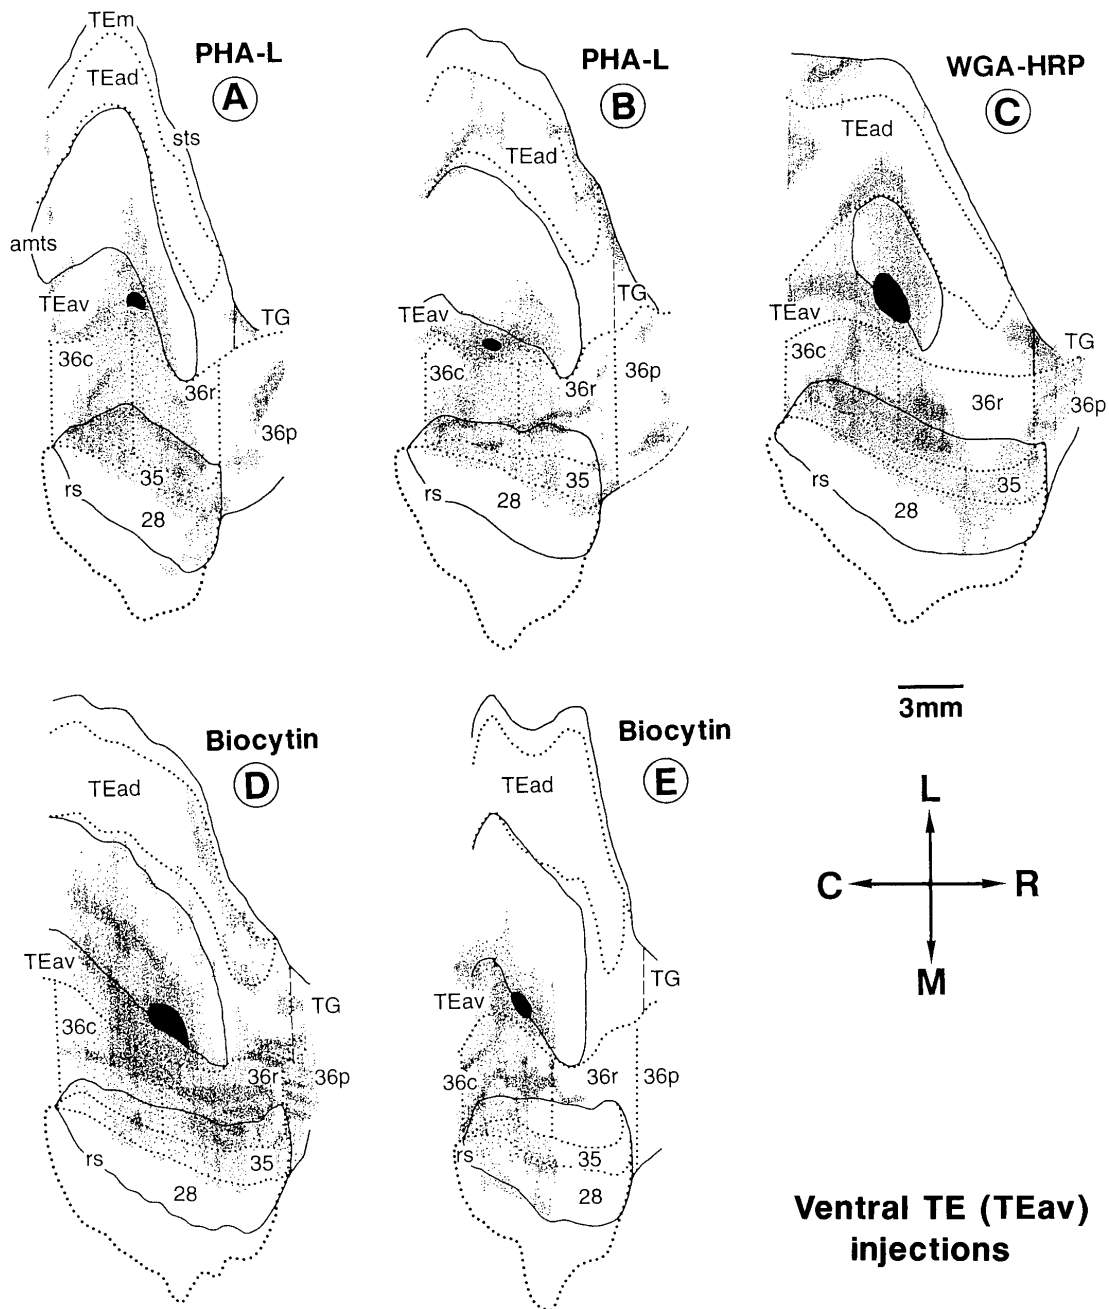 TEm
PHA-L
A
TEad
sts
amts
TEav
TG
36c
36r
36p
35
rs
28
PHA-L
B
TEad
TG
TEav
36c
36r
36p
35
rs
28
WGA-HRP
C
TEad
TEav
TG
36c
36r
36p
35
rs
28
Biocytin
D
TEad
TEav
TG
36c
36r
36p
35
rs
28
Biocytin
E
TEad
TG
TEav
36c
36r
36p
rs
35
28
3mm
L
C
R
M
Ventral TE (TEav)
injections